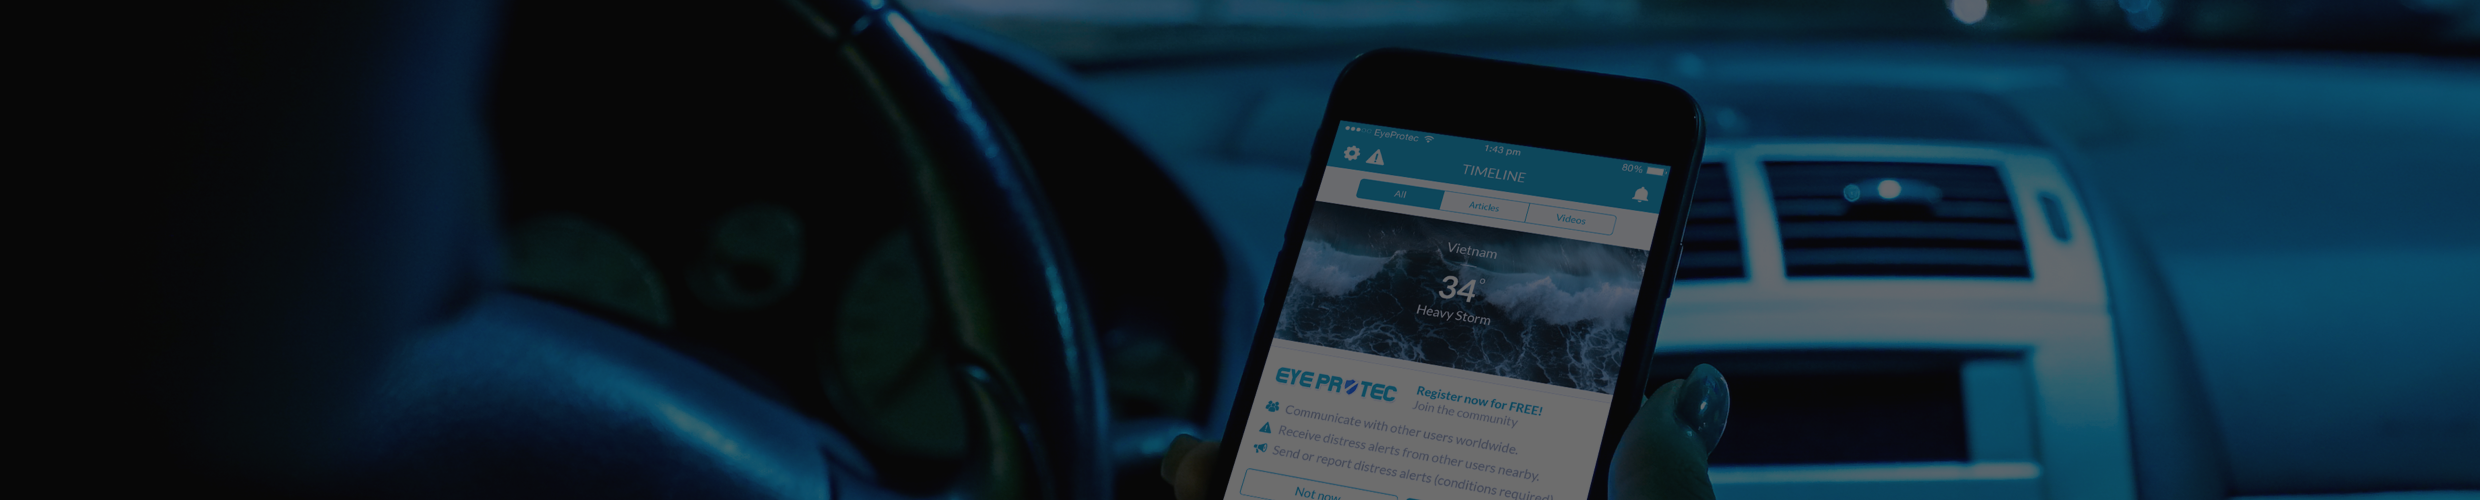 EyeProtec
1:43 pm
80%
TIMELINE
All
Articles
Videos
Vietnam
34°
Heavy Storm
EYE PROTEC
Register now for FREE!
Join the community
Communicate with other users worldwide.
Receive distress alerts from other users nearby.
Send or report distress alerts (conditions required)
Not now